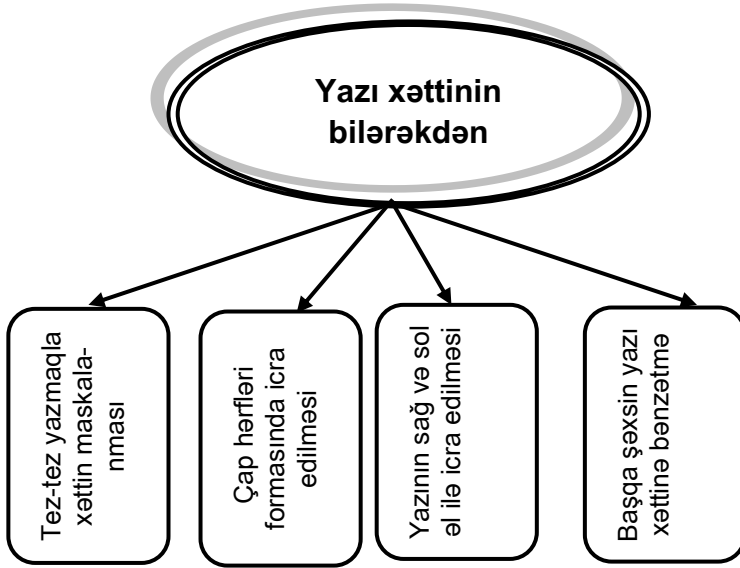 Yazı xəttinin
bilərəkdən
Tez-tez yazmaqla
xəttin maskala-
nması
Çap hərfləri
formasında icra
edilməsi
Yazının sağ və sol
əl ilə icra edilməsi
Başqa şəxsin yazı
xəttinə bənzətmə